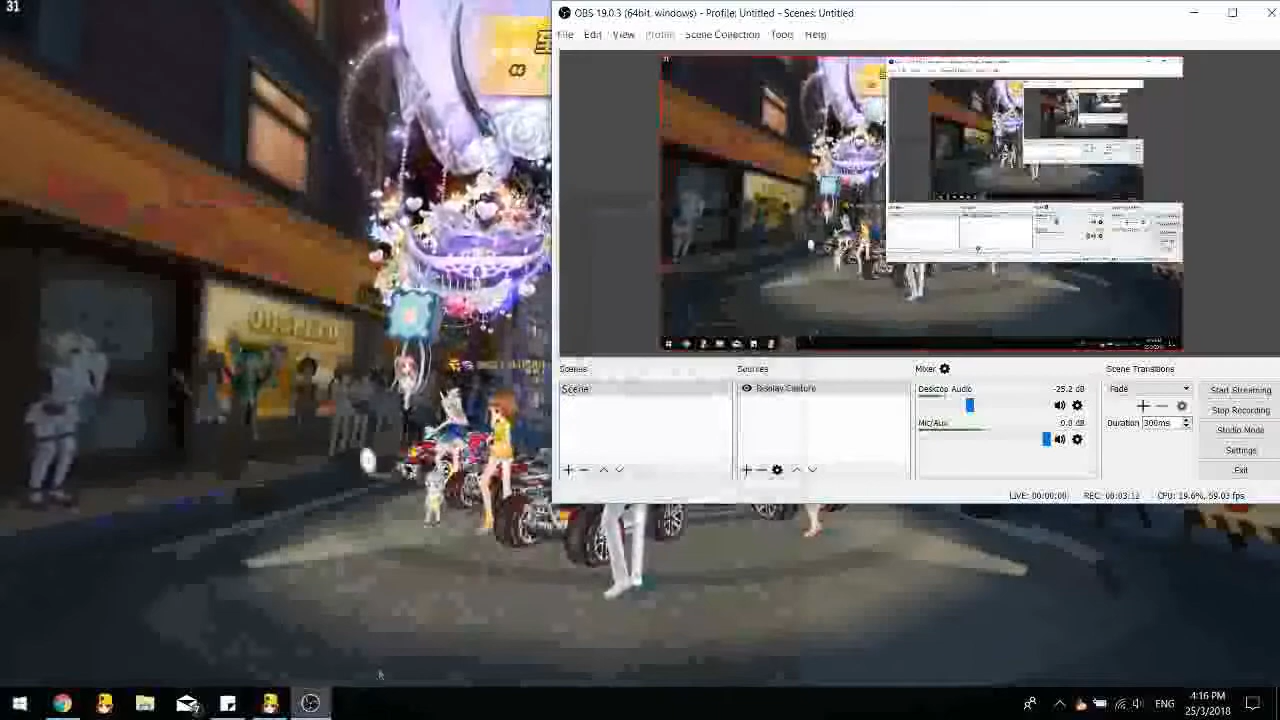 31
OBS 19.0.3 (64bit, windows) - Profile: Untitled - Scenes: Untitled
File Edit View Profile Scene Collection Tools Help
Scenes Sources Mixer Scene Transitions
Scene Display Capture Desktop Audio -25.2 dB Fade Start Streaming
Stop Recording
Mic/Aux 0.0 dB Duration 300ms Studio Mode
Settings
Exit
LIVE: 00:00:00 REC: 00:03:12 CPU: 19.6%, 59.03 fps
ENG 4:16 PM
25/3/2018